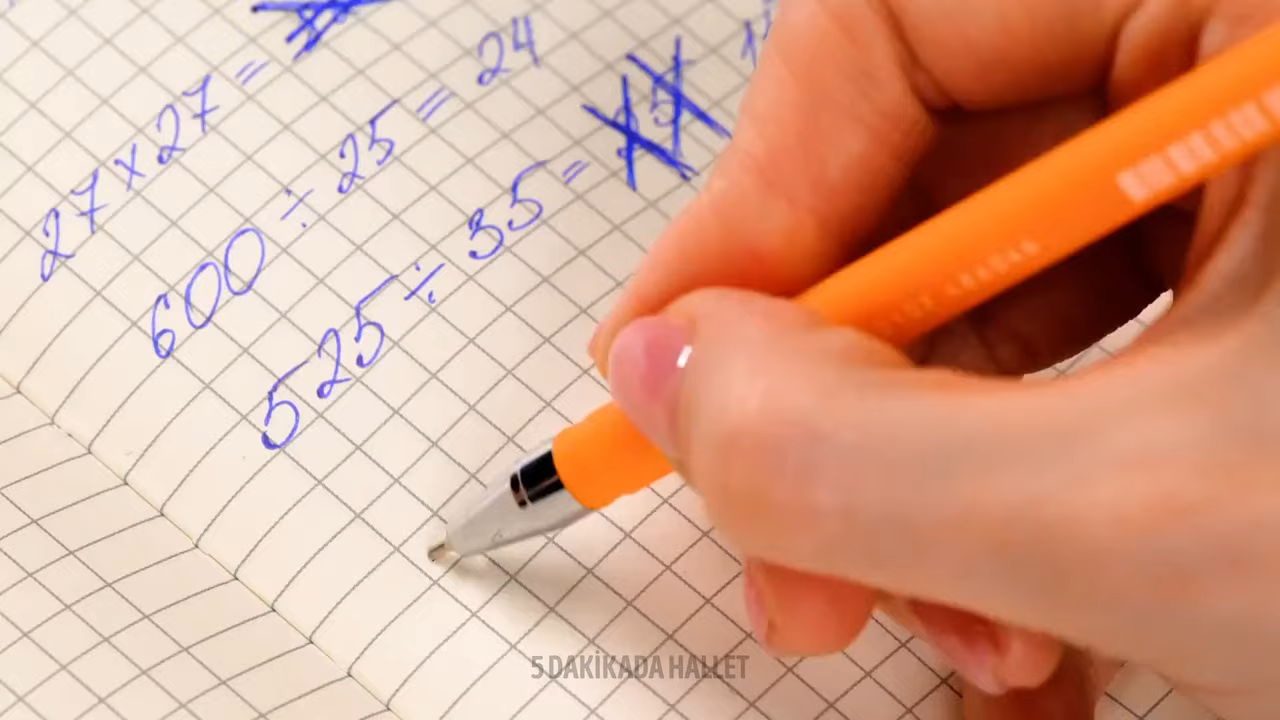 27 x 27 =
600 ÷ 25 = 24
525 ÷ 35 =
5 DAKİKADA HALLET